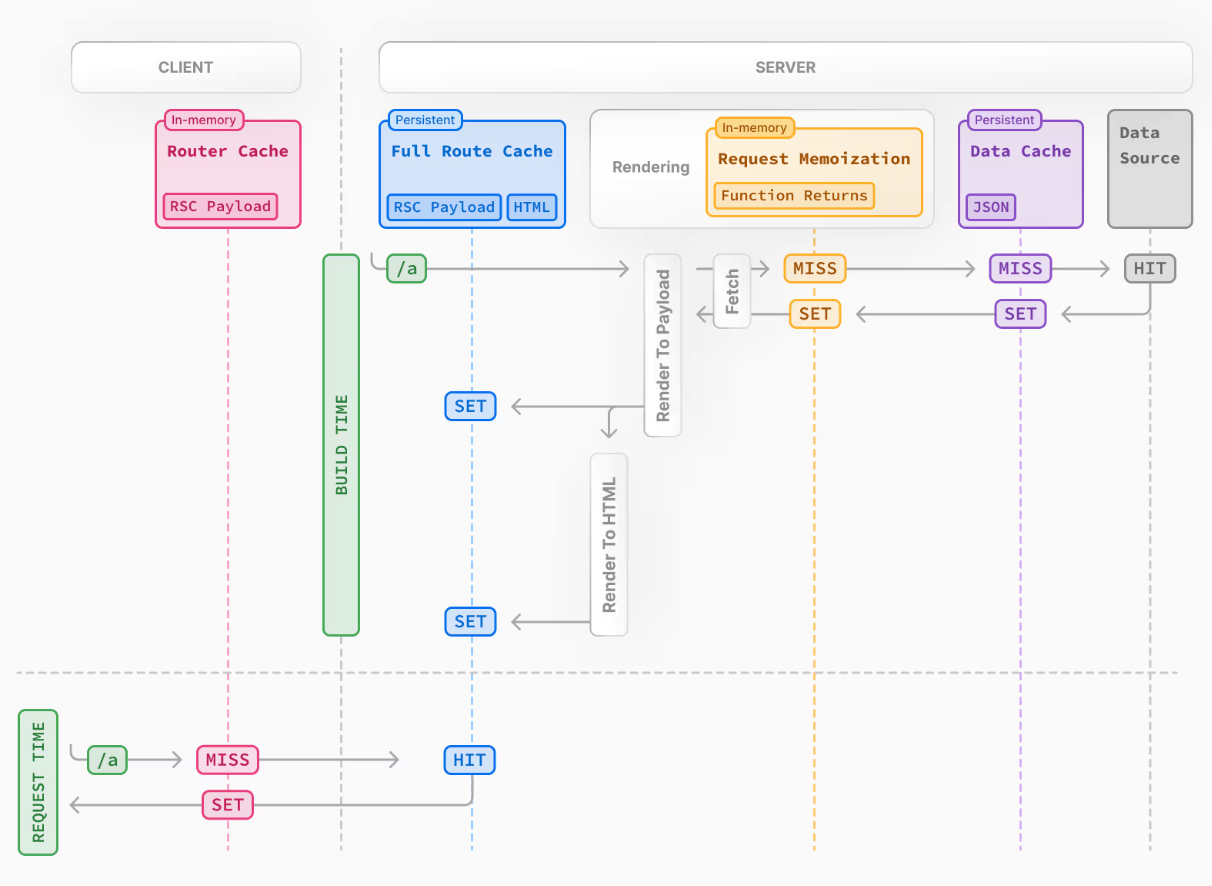 CLIENT
SERVER
In-memory
Router Cache
RSC Payload
Persistent
Full Route Cache
RSC Payload
HTML
Rendering
In-memory
Request Memoization
Function Returns
Persistent
Data Cache
JSON
Data
Source
BUILD TIME
/a
Render To Payload
Fetch
MISS
MISS
HIT
SET
SET
SET
Render To HTML
SET
REQUEST TIME
/a
MISS
HIT
SET